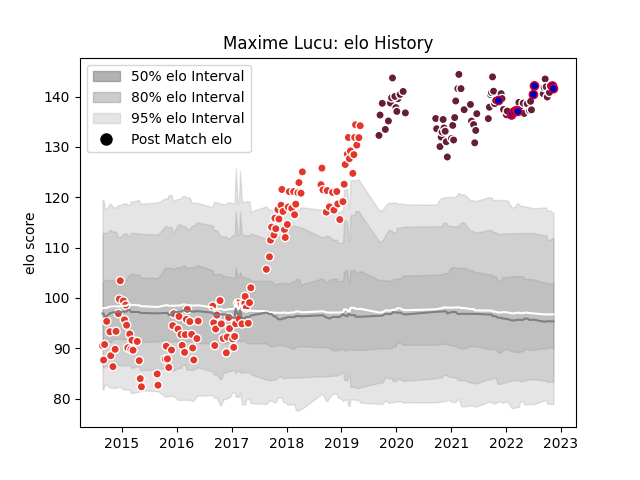 Maxime Lucu: elo History
50% elo Interval
80% elo Interval
95% elo Interval
Post Match elo
elo score
140
130
120
110
100
90
80
2015 2016 2017 2018 2019 2020 2021 2022 2023